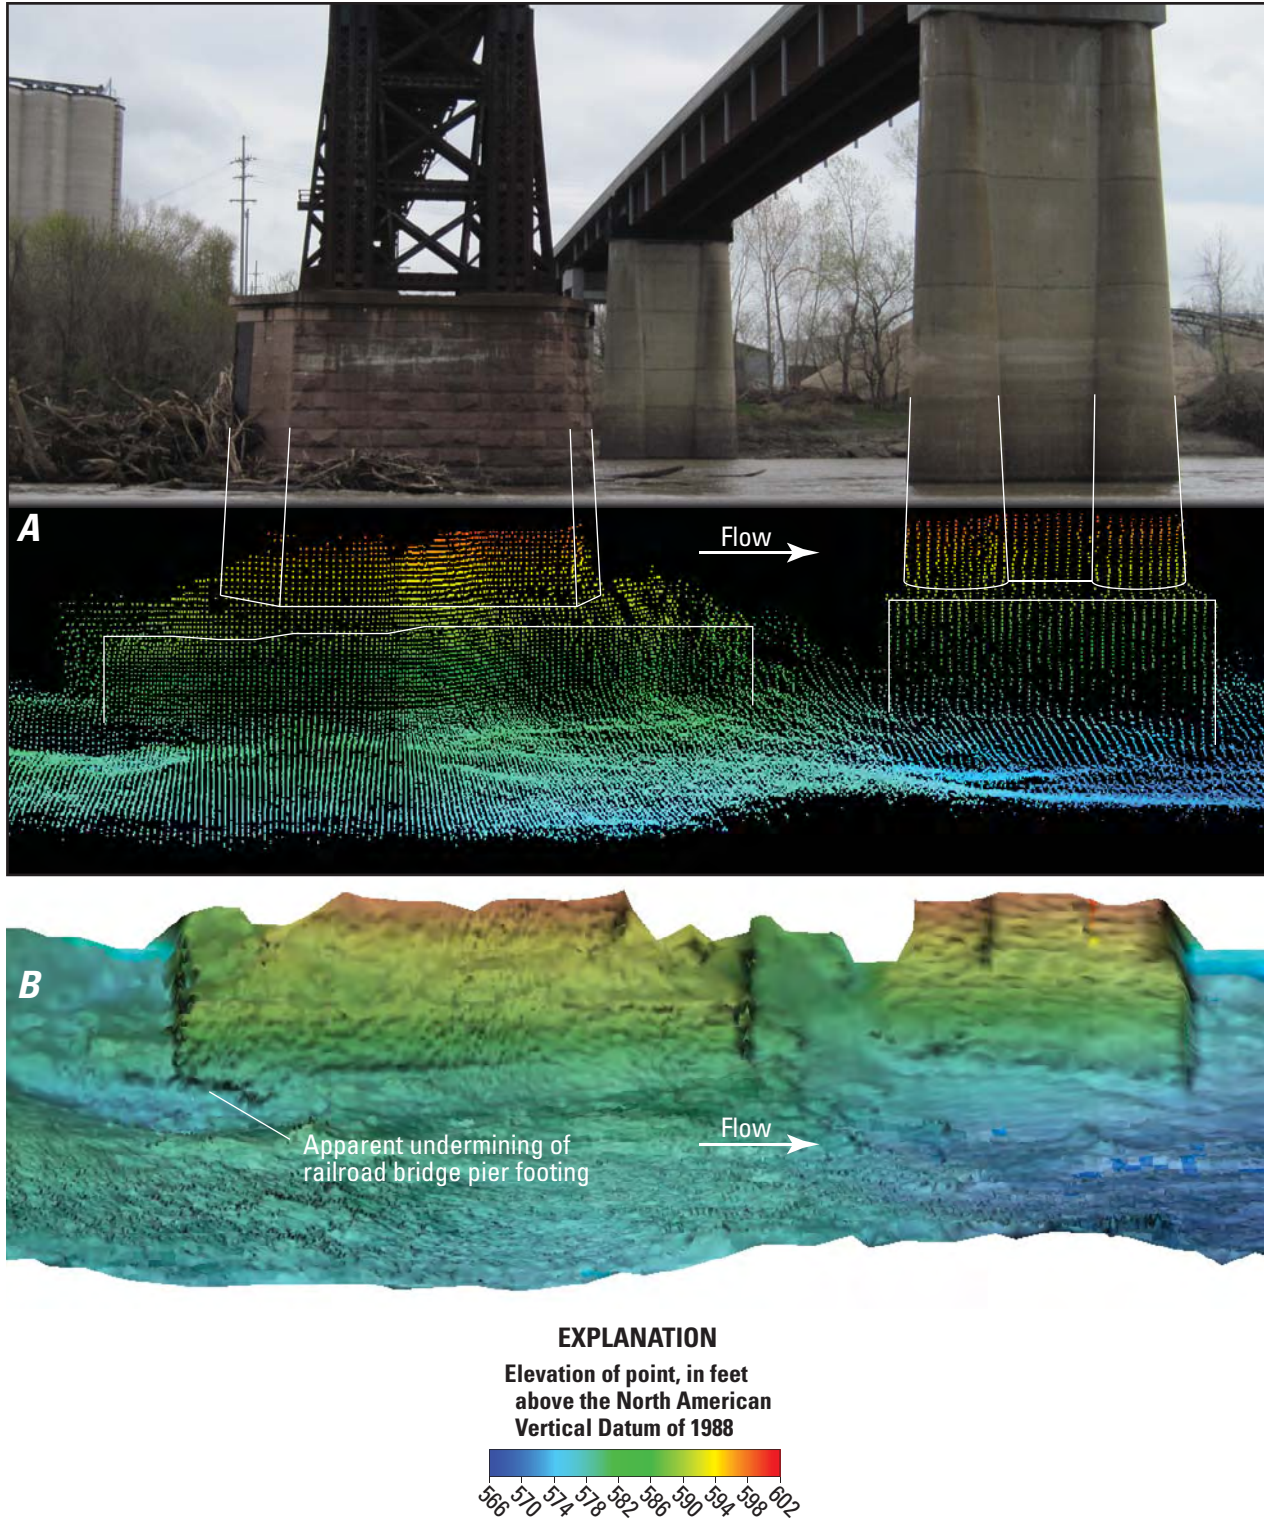 A
Flow
B
Apparent undermining of
railroad bridge pier footing
Flow
EXPLANATION
Elevation of point, in feet
above the North American
Vertical Datum of 1988
566 570 574 578 582 586 590 594 598 602